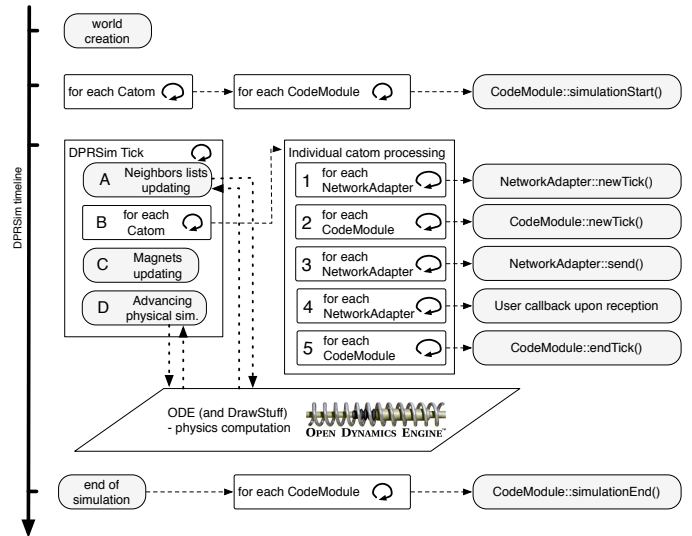 DPRSim timeline
world
creation
for each Catom
for each CodeModule
CodeModule::simulationStart()
DPRSim Tick
A Neighbors lists
updating
B for each
Catom
C Magnets
updating
D Advancing
physical sim.
Individual catom processing
1 for each
NetworkAdapter
NetworkAdapter::newTick()
2 for each
CodeModule
CodeModule::newTick()
3 for each
NetworkAdapter
NetworkAdapter::send()
4 for each
NetworkAdapter
User callback upon reception
5 for each
CodeModule
CodeModule::endTick()
ODE (and DrawStuff)
- physics computation
OPEN DYNAMICS ENGINE™
end of
simulation
for each CodeModule
CodeModule::simulationEnd()